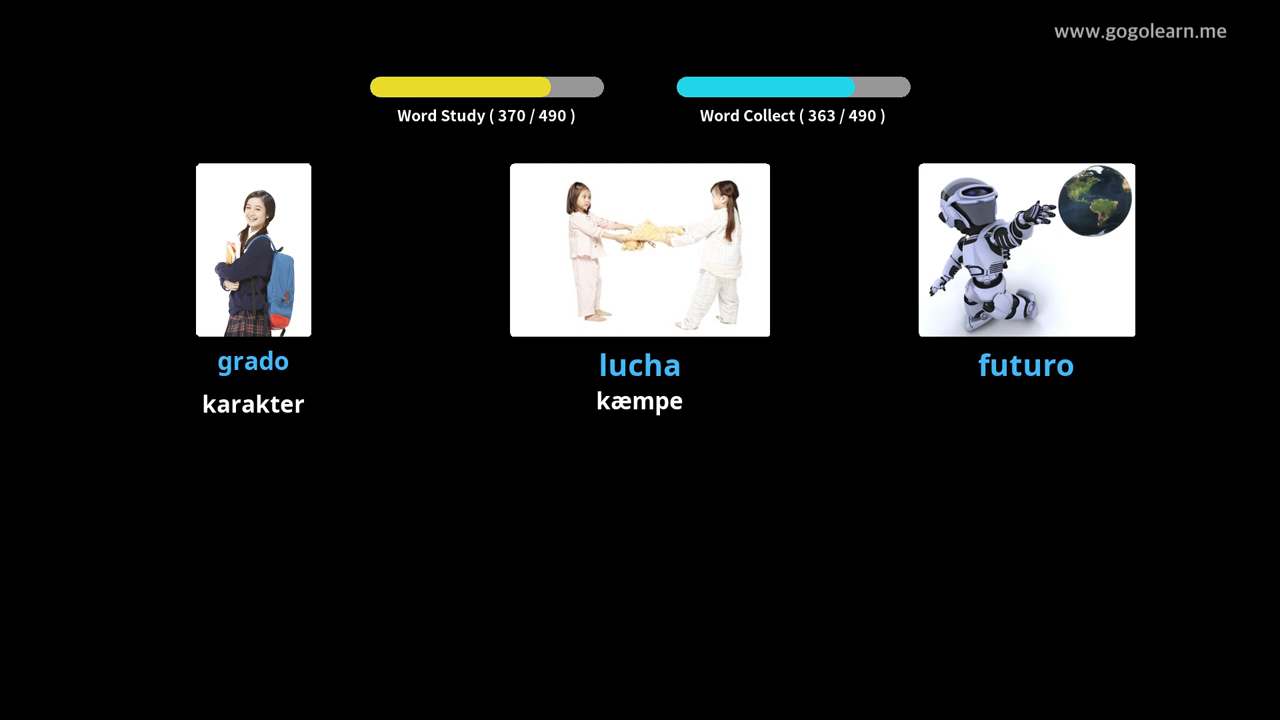 www.gogolearn.me
Word Study ( 370 / 490 )
Word Collect ( 363 / 490 )
grado
karakter
lucha
kæmpe
futuro